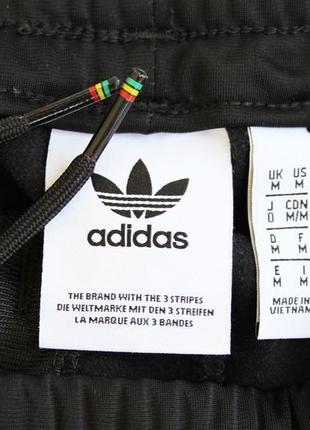 adidas
THE BRAND WITH THE 3 STRIPES
DIE WELTMARKE MIT DEN 3 STREIFEN
LA MARQUE AUX 3 BANDES
UK US
M M
J CDN
O M/M
D F
M M
E I
M M
MADE IN
VIETNAM